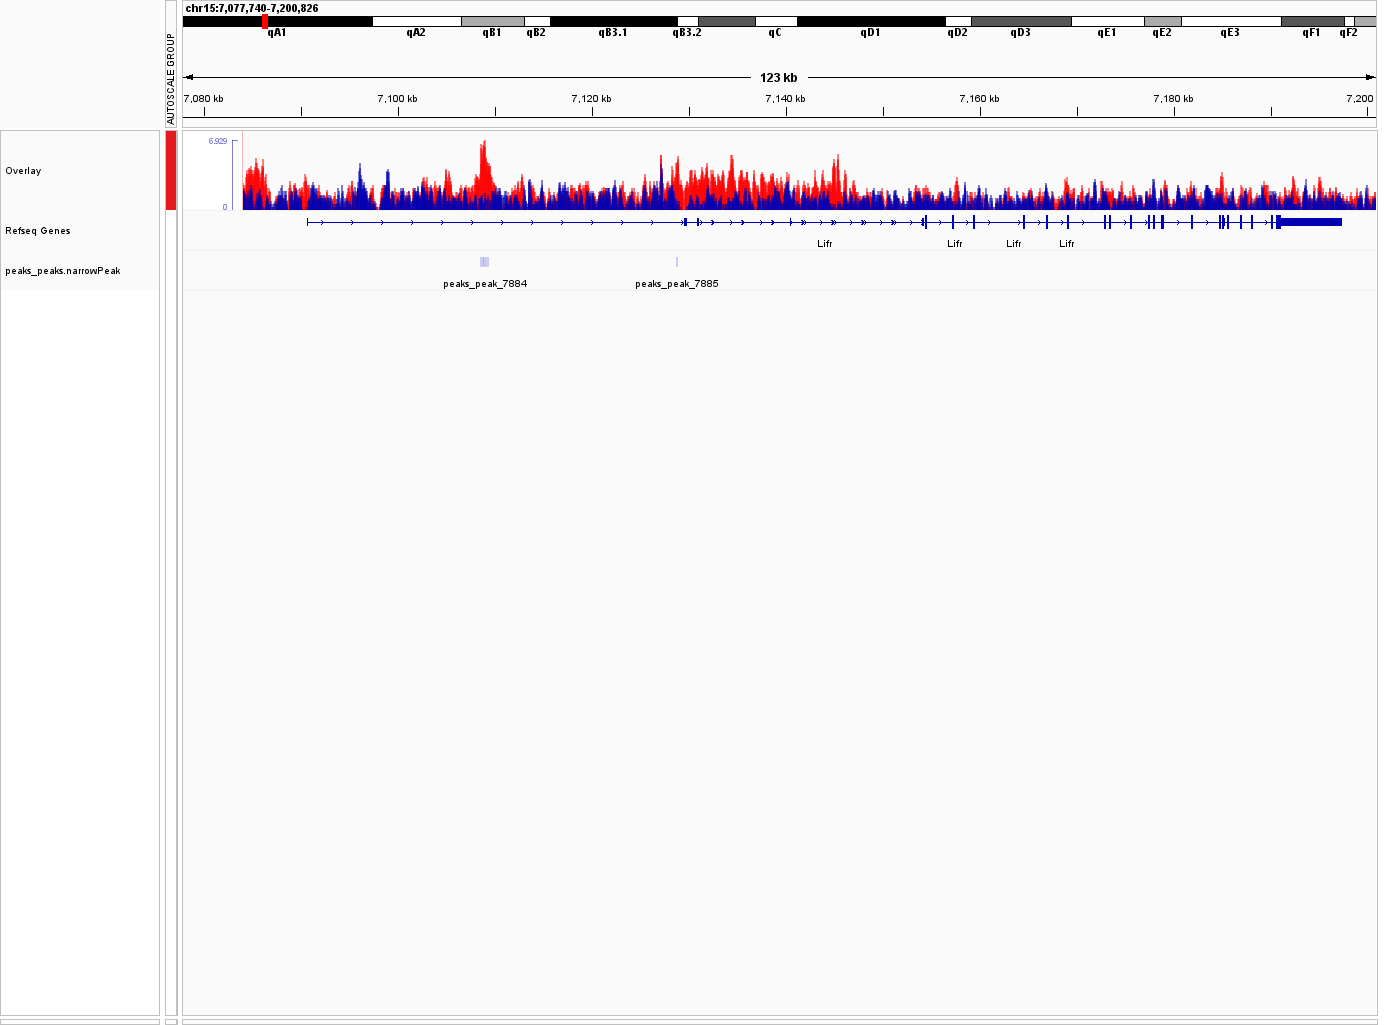 chr15:7,077,740-7,200,826
qA1 qA2 qB1 qB2 qB3.1 qB3.2 qC qD1 qD2 qD3 qE1 qE2 qE3 qF1 qF2
AUTOSCALE GROUP
123 kb
7,080 kb 7,100 kb 7,120 kb 7,140 kb 7,160 kb 7,180 kb 7,200
6.929
Overlay
0
Refseq Genes
Lifr Lifr Lifr Lifr
peaks_peaks.narrowPeak
peaks_peak_7884 peaks_peak_7885